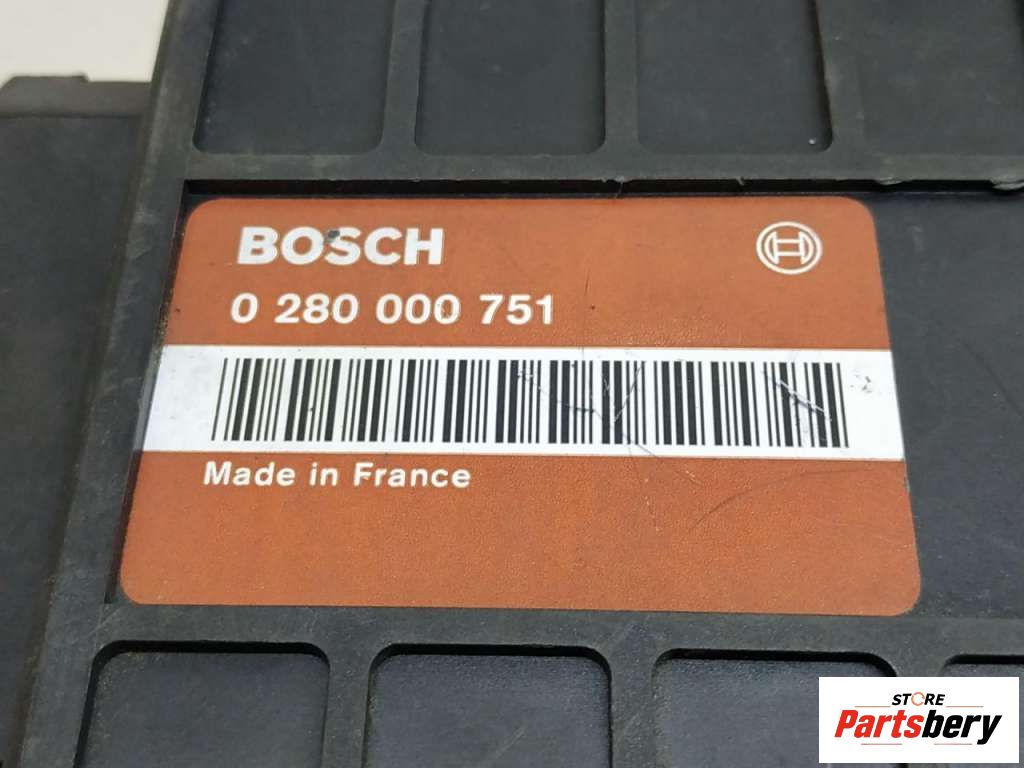 BOSCH
0 280 000 751
Made in France
STORE
Partsbery